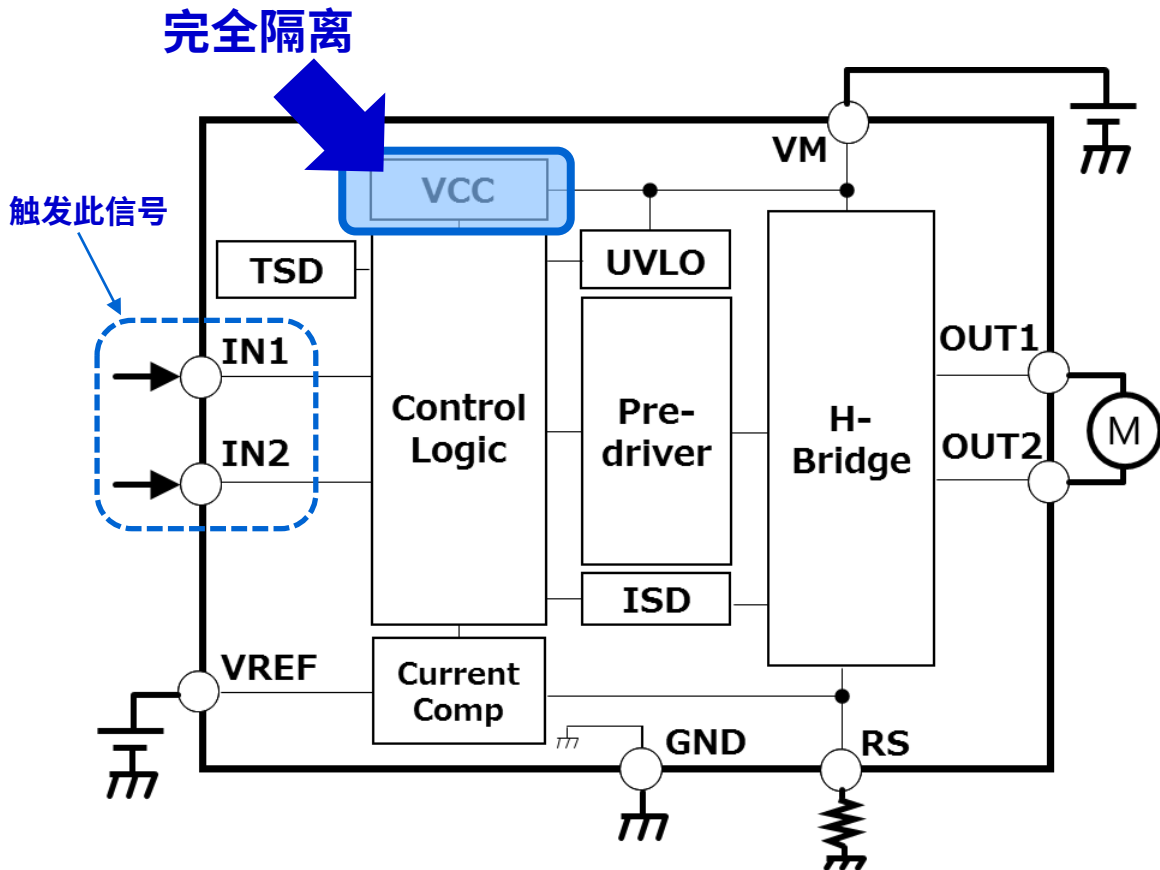 完全隔离
VM
VCC
触发此信号
TSD
UVLO
IN1
OUT1
Control
Logic
Pre-
driver
H-
Bridge
M
IN2
OUT2
ISD
VREF
Current
Comp
GND
RS